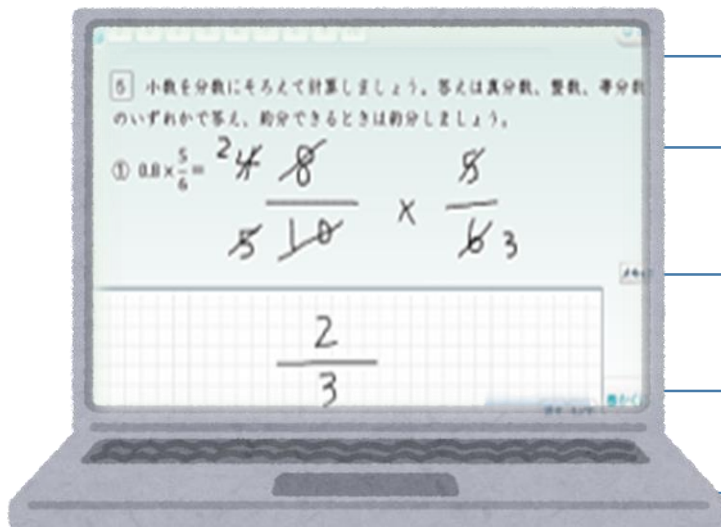 5 小数を分数にそろえて計算しましょう。答えは真分数、整数、帯分数
のいずれかで答え、約分できるときは約分しましょう。
① 0.8×5/6= 2 4 8/5 10 × 5/6 3
2/3